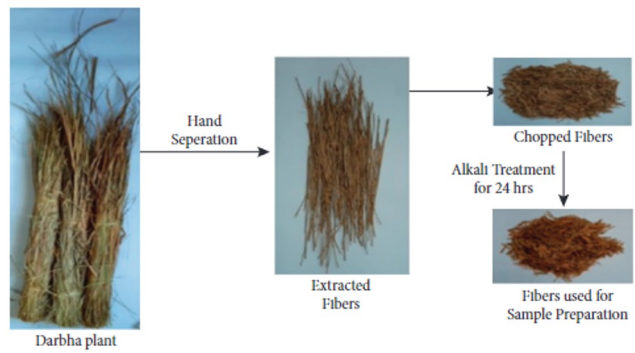 Darbha plant
Hand
Seperation
Extracted
Fibers
Chopped Fibers
Alkali Treatment
for 24 hrs
Fibers used for
Sample Preparation